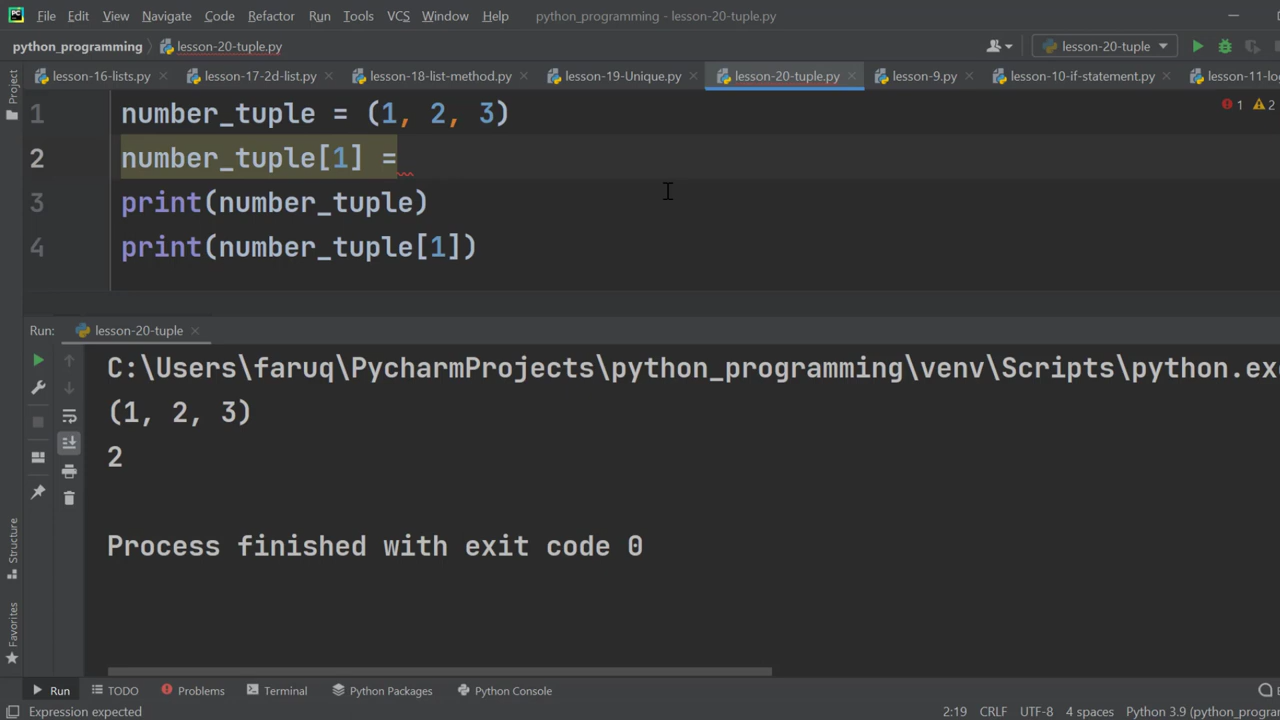 File Edit View Navigate Code Refactor Run Tools VCS Window Help python_programming - lesson-20-tuple.py
python_programming lesson-20-tuple.py lesson-20-tuple
lesson-16-lists.py lesson-17-2d-list.py lesson-18-list-method.py lesson-19-Unique.py lesson-20-tuple.py lesson-9.py lesson-10-if-statement.py lesson-11-lo
Project
1 number_tuple = (1, 2, 3) 1 2
2 number_tuple[1] =
3 print(number_tuple)
4 print(number_tuple[1])
Run: lesson-20-tuple
C:\Users\faruq\PycharmProjects\python_programming\venv\Scripts\python.exe
(1, 2, 3)
2
Process finished with exit code 0
Structure
Favorites
Run TODO Problems Terminal Python Packages Python Console
Expression expected 2:19 CRLF UTF-8 4 spaces Python 3.9 (python_progra